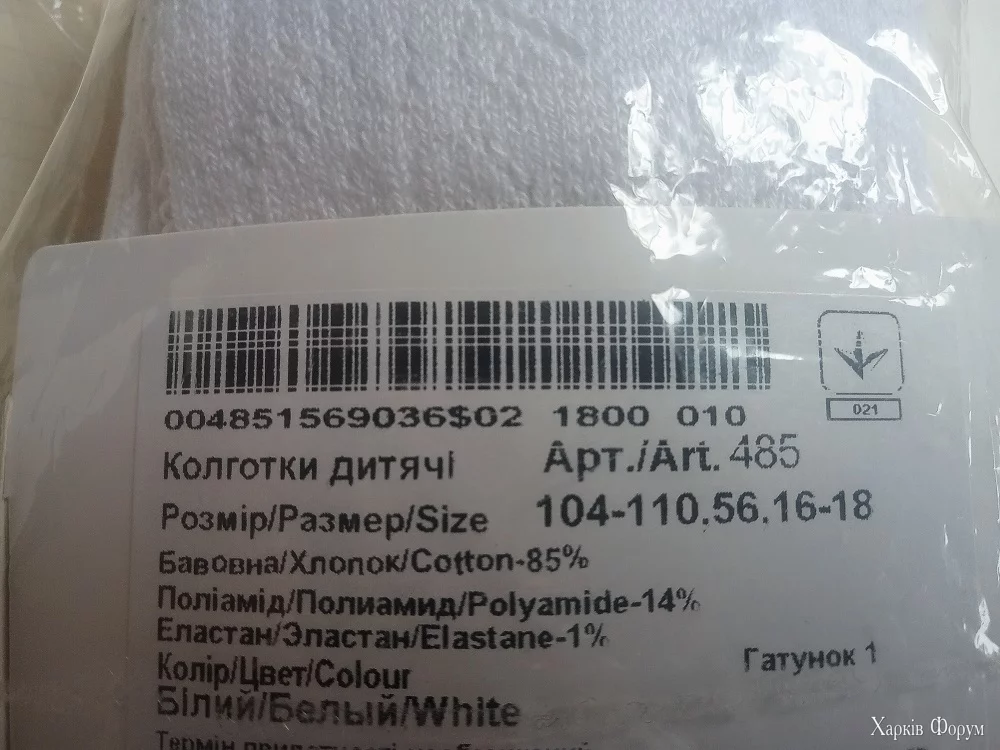 004851569036$02 1800 010
021
Колготки дитячі Арт./Art. 485
Розмір/Размер/Size 104-110.56.16-18
Бавовна/Хлопок/Cotton-85%
Поліамід/Полиамид/Polyamide-14%
Еластан/Эластан/Elastane-1%
Гатунок 1
Колір/Цвет/Colour
Білий/Белый/White
Термін
Харків Форум